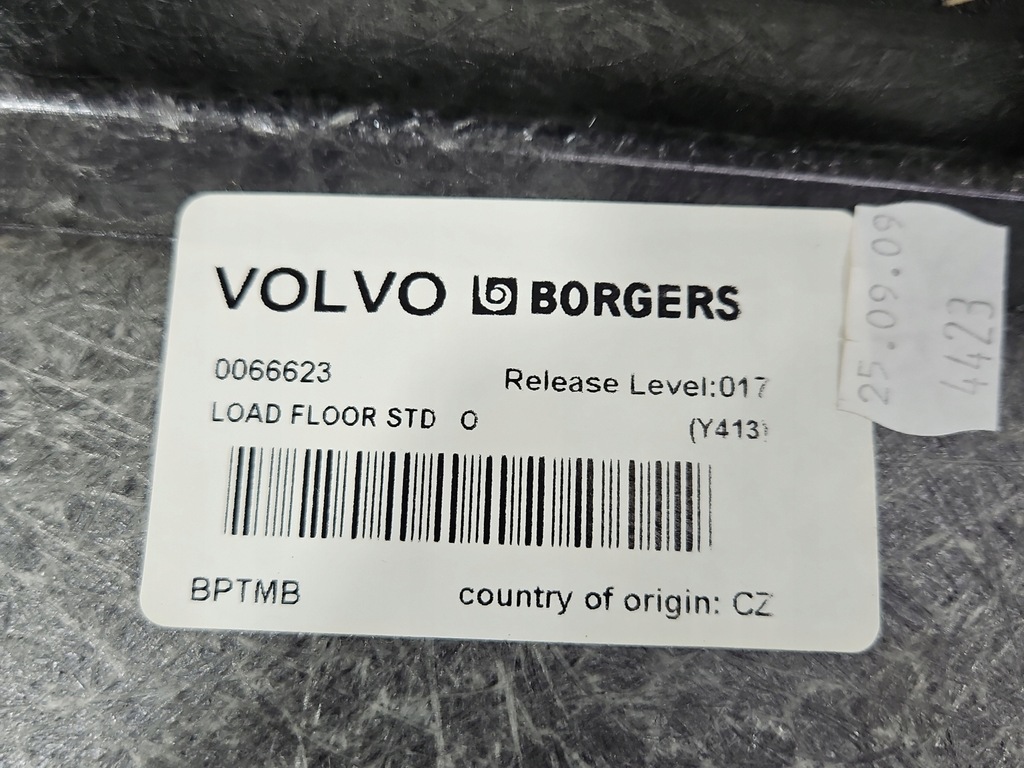 VOLVO BORGERS
0066623
Release Level:017
LOAD FLOOR STD O
(Y413)
BPTMB
country of origin: CZ
25.09.09
4423